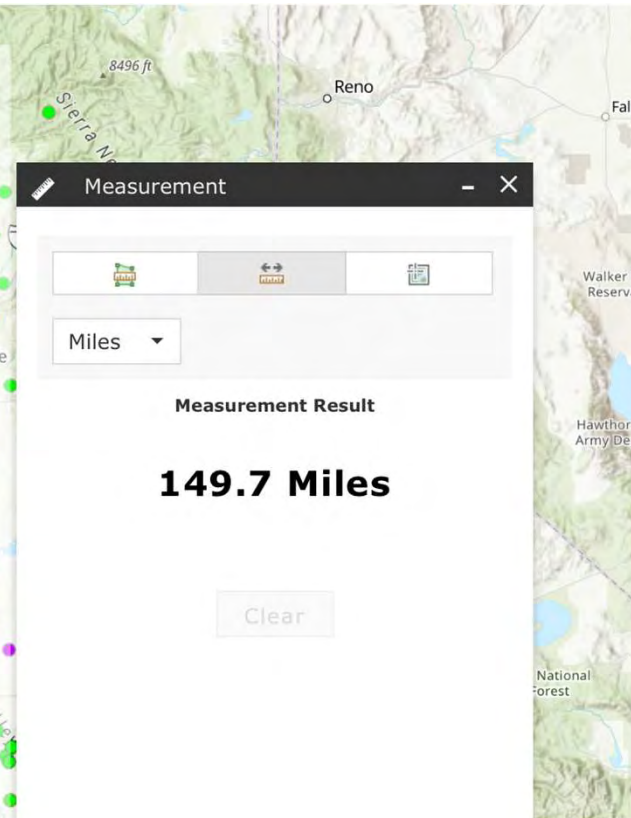 8496 ft
Reno
Sierra Ne
Fal
Measurement
Walker
Reserv
Miles
Measurement Result
Hawthor
Army De
149.7 Miles
Clear
National
Forest